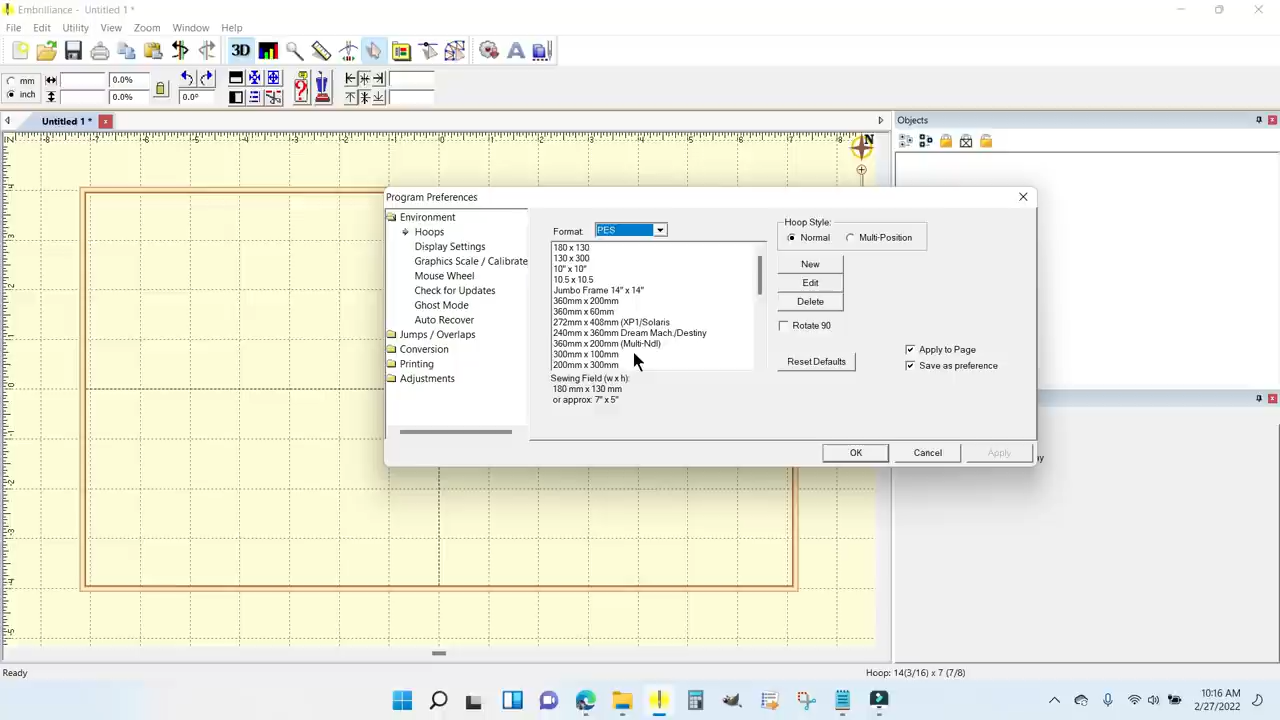 Embrilliance - Untitled 1 *
File Edit Utility View Zoom Window Help
3D
mm
inch
0.0%
0.0%
0.0°
Untitled 1 *
Objects
N
Program Preferences
Environment
Hoops
Display Settings
Graphics Scale / Calibrate
Mouse Wheel
Check for Updates
Ghost Mode
Auto Recover
Jumps / Overlaps
Conversion
Printing
Adjustments
Format: PES
180 x 130
130 x 300
10" x 10"
10.5 x 10.5
Jumbo Frame 14" x 14"
360mm x 200mm
360mm x 60mm
272mm x 408mm (XP1/Solaris
240mm x 360mm Dream Mach./Destiny
360mm x 200mm (Multi-Ndl)
300mm x 100mm
200mm x 300mm
Sewing Field (w x h):
180 mm x 130 mm
or approx: 7" x 5"
Hoop Style:
Normal Multi-Position
New
Edit
Delete
Rotate 90
Reset Defaults
Apply to Page
Save as preference
OK Cancel Apply
Ready
Hoop: 14(3/16) x 7 (7/8)
10:16 AM
2/27/2022